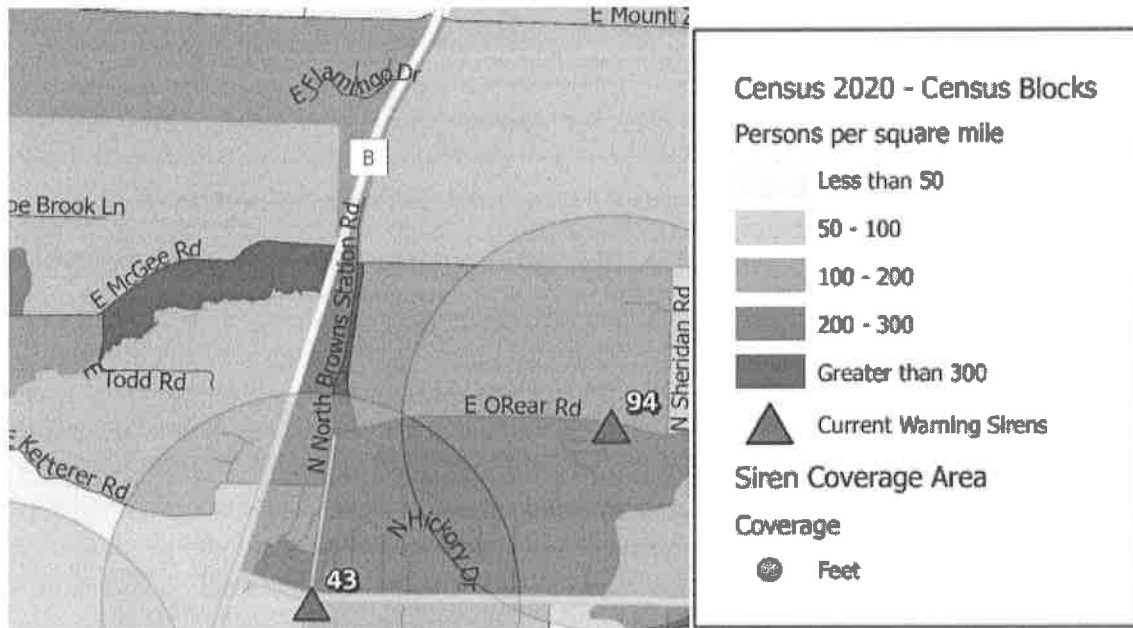 E Mount
E Flamingo Dr
B
oe Brook Ln
E McGee Rd
N North Browns Station Rd
N Sheridan Rd
E
Todd Rd
E ORear Rd
94
E Ketterer Rd
N Hickory Dr
43
Census 2020 - Census Blocks
Persons per square mile
Less than 50
50 - 100
100 - 200
200 - 300
Greater than 300
Current Warning Sirens
Siren Coverage Area
Coverage
Feet